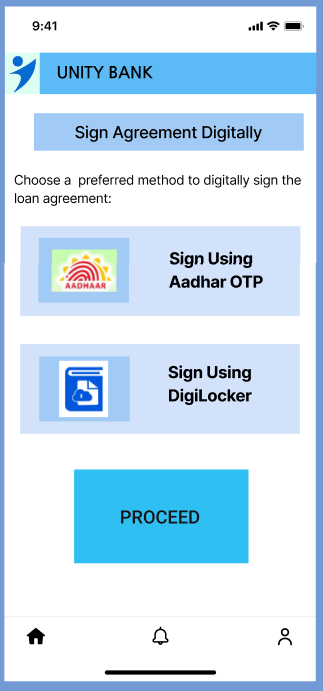 9:41
UNITY BANK
Sign Agreement Digitally
Choose a  preferred method to digitally sign the
loan agreement:
AADHAAR
Sign Using
Aadhar OTP
Sign Using
DigiLocker
PROCEED